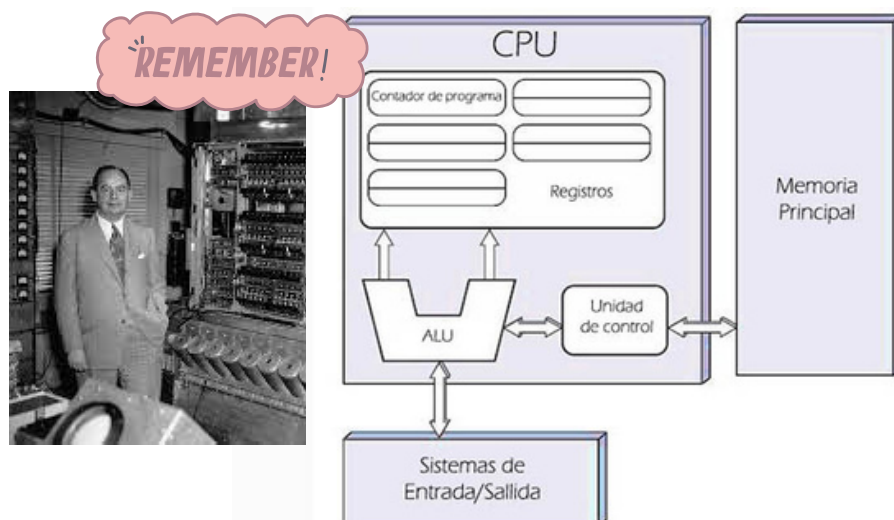 REMEMBER!
CPU
Contador de programa
Registros
Memoria
Principal
ALU
Unidad
de control
Sistemas de
Entrada/Sallida